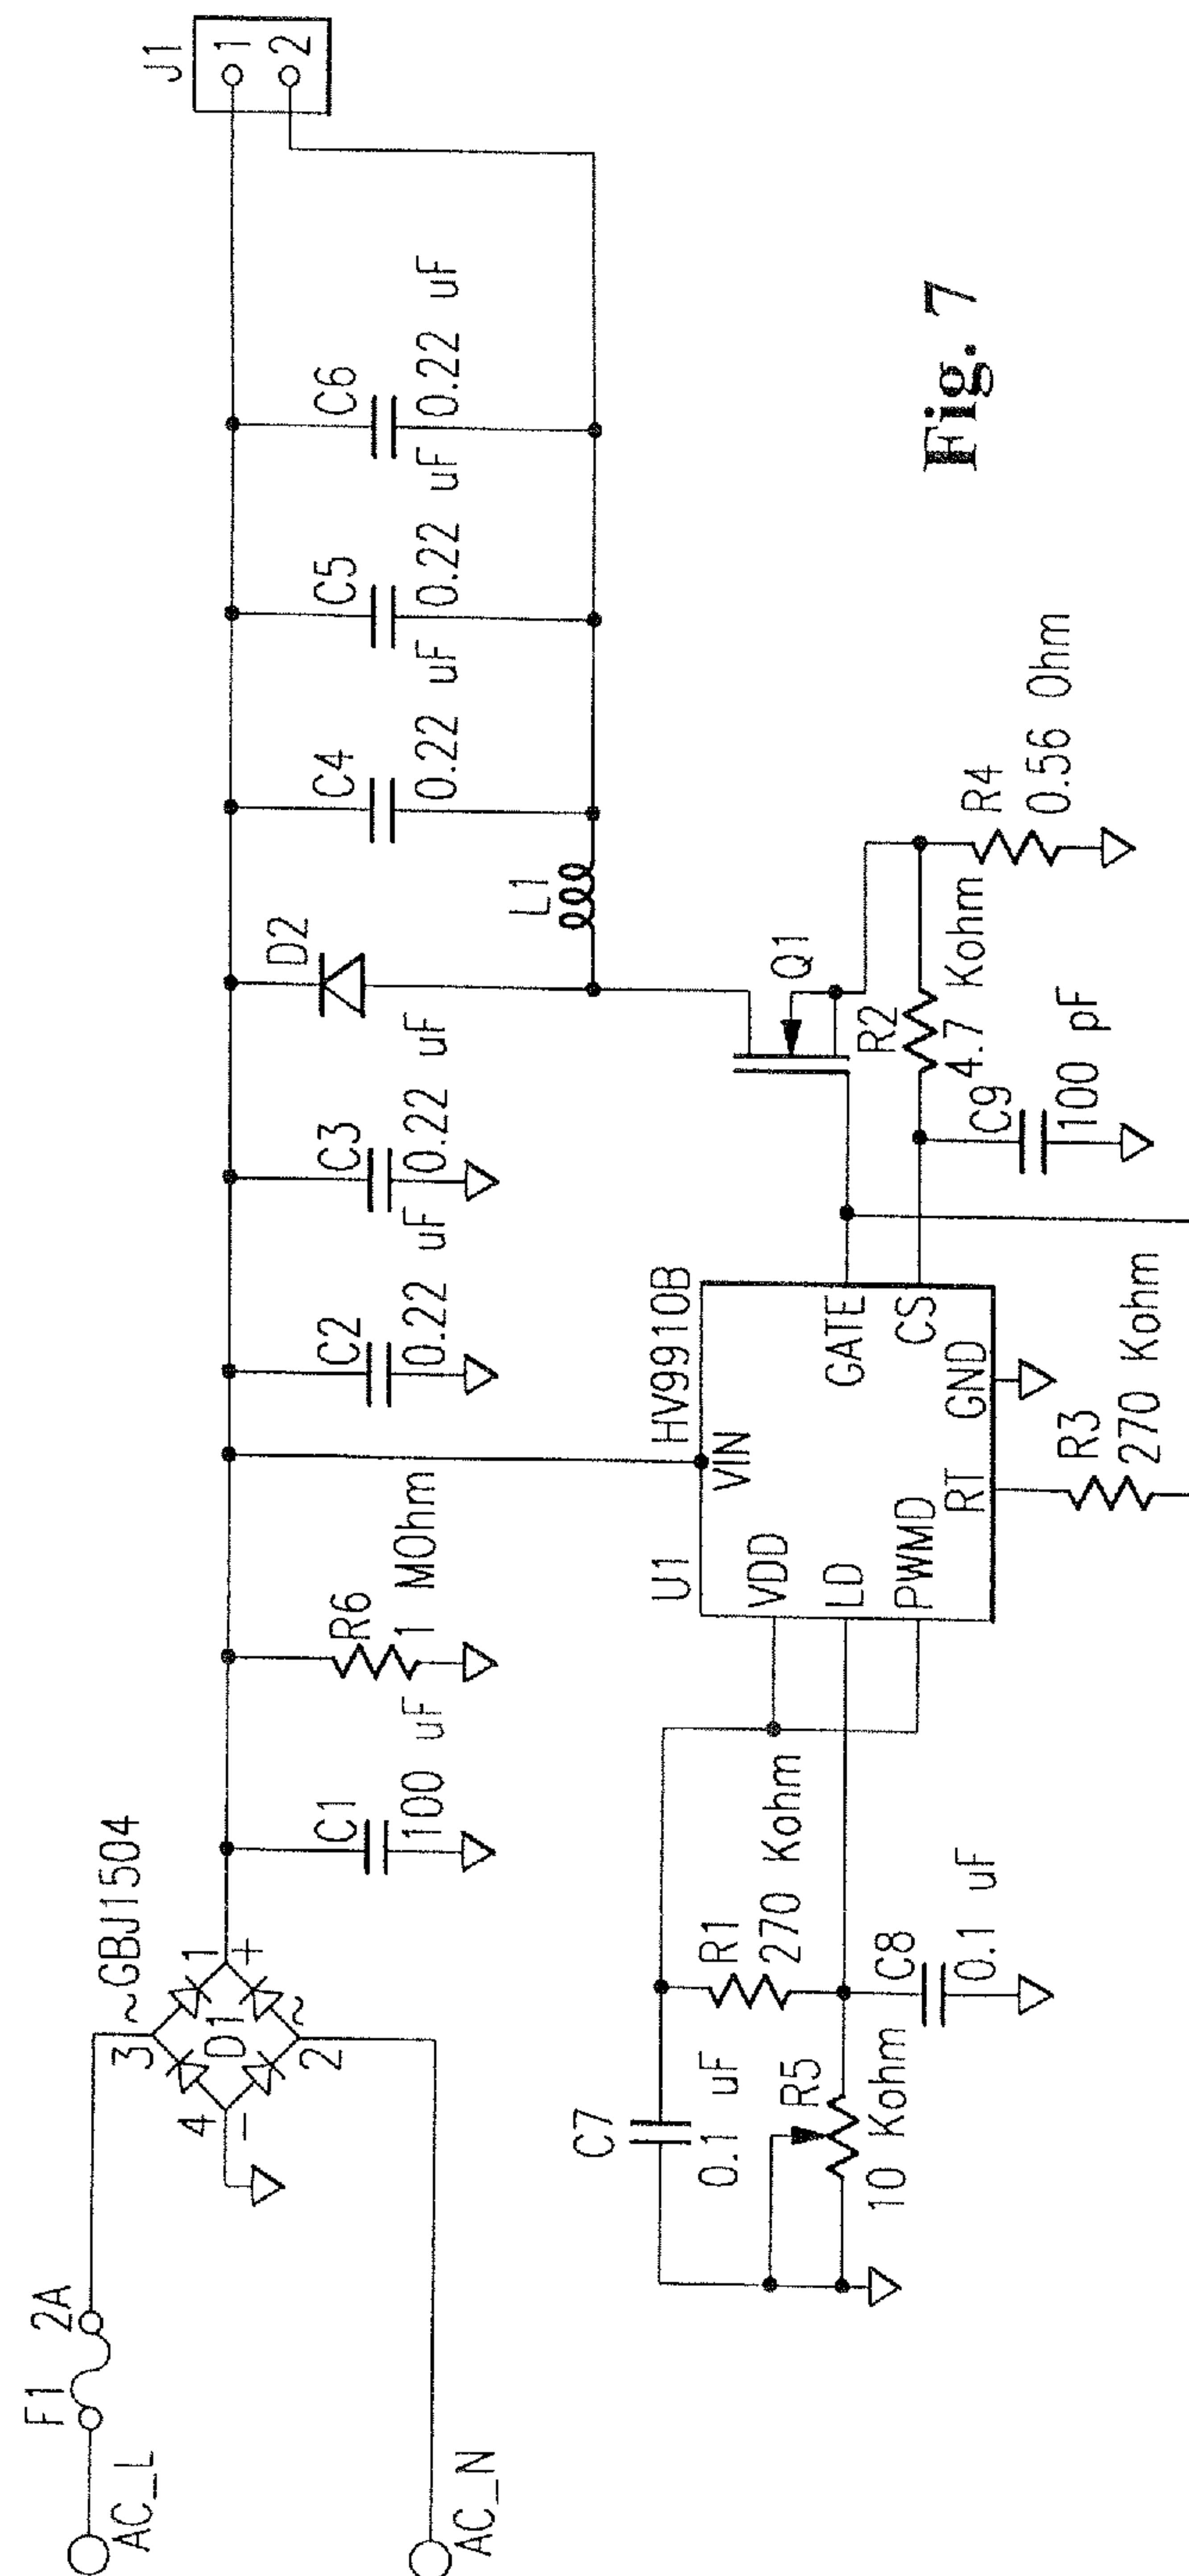 F1 2A
AC_L
AC_N
3 ~ GBJ1504
D1
1 +
4 -
2 ~
C1
100 uF
R6
1 MOhm
C2
0.22 uF
C3
0.22 uF
D2
C4
0.22 uF
C5
0.22 uF
C6
0.22 uF
J1
1
2
L1
Q1
U1 HV9910B
VIN
VDD
LD
PWMD
RT
GND
GATE
CS
R2
4.7 Kohm
C9
100 pF
R4
0.56 Ohm
R3
270 Kohm
C7
0.1 uF
R1
270 Kohm
R5
10 Kohm
C8
0.1 uF
Fig. 7